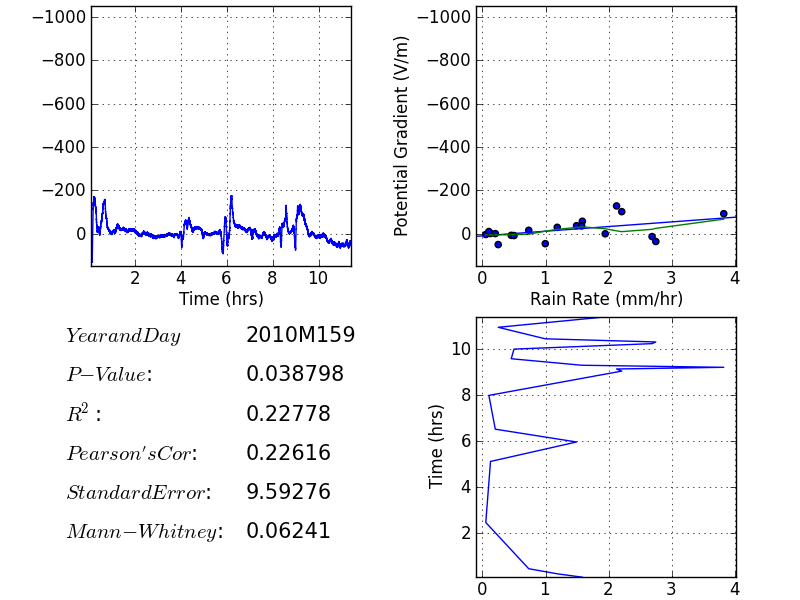 −1000
−800
−600
−400
−200
0
2 4 6 8 10
Time (hrs)
Potential Gradient (V/m)
−1000
−800
−600
−400
−200
0
0 1 2 3 4
Rain Rate (mm/hr)
YearandDay 2010M159
P−Value: 0.038798
R²: 0.22778
Pearson'sCor: 0.22616
StandardError: 9.59276
Mann−Whitney: 0.06241
Time (hrs)
10
8
6
4
2
0 1 2 3 4